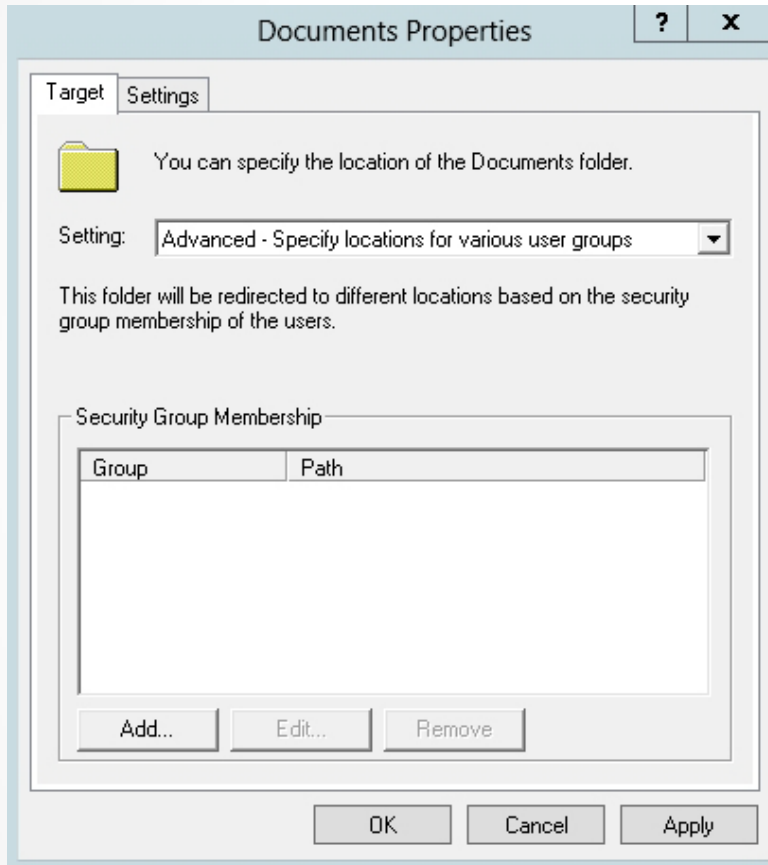 Documents Properties
? x
Target Settings
You can specify the location of the Documents folder.
Setting: Advanced - Specify locations for various user groups
This folder will be redirected to different locations based on the security
group membership of the users.
Security Group Membership
Group Path
Add... Edit... Remove
OK Cancel Apply